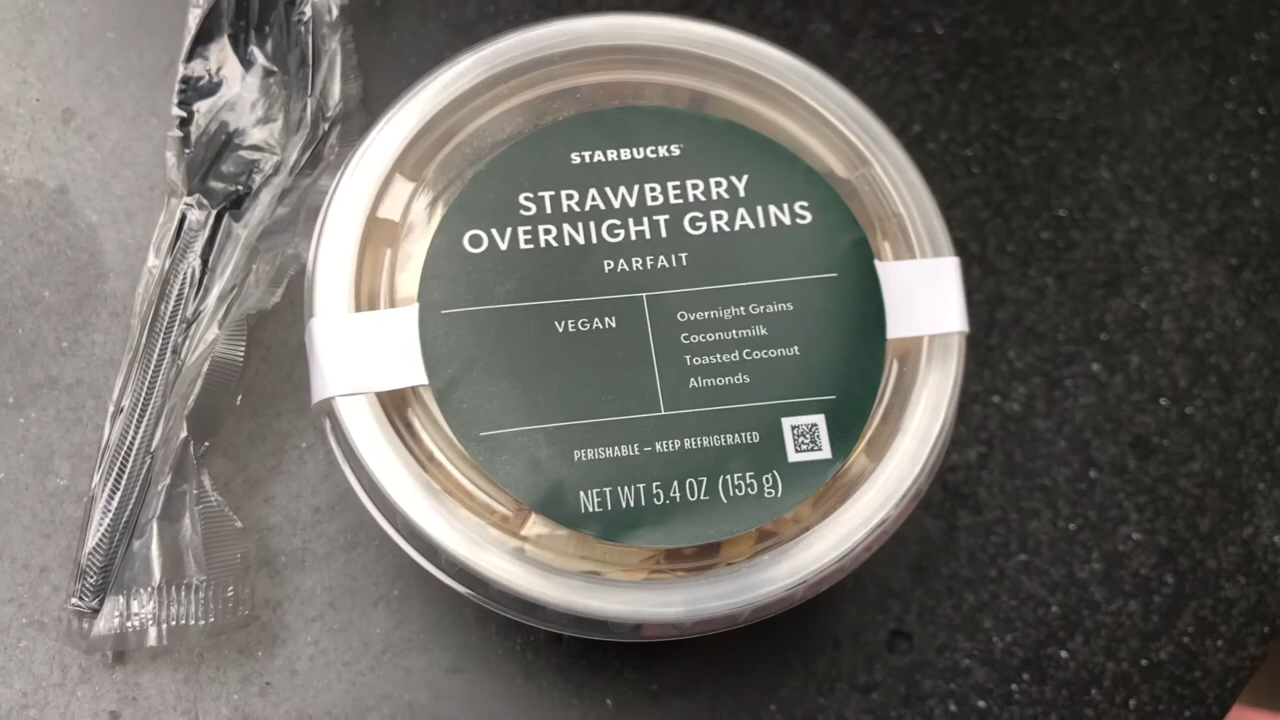 STARBUCKS
STRAWBERRY
OVERNIGHT GRAINS
PARFAIT
VEGAN
Overnight Grains
Coconutmilk
Toasted Coconut
Almonds
PERISHABLE – KEEP REFRIGERATED
NET WT 5.4 OZ (155 g)